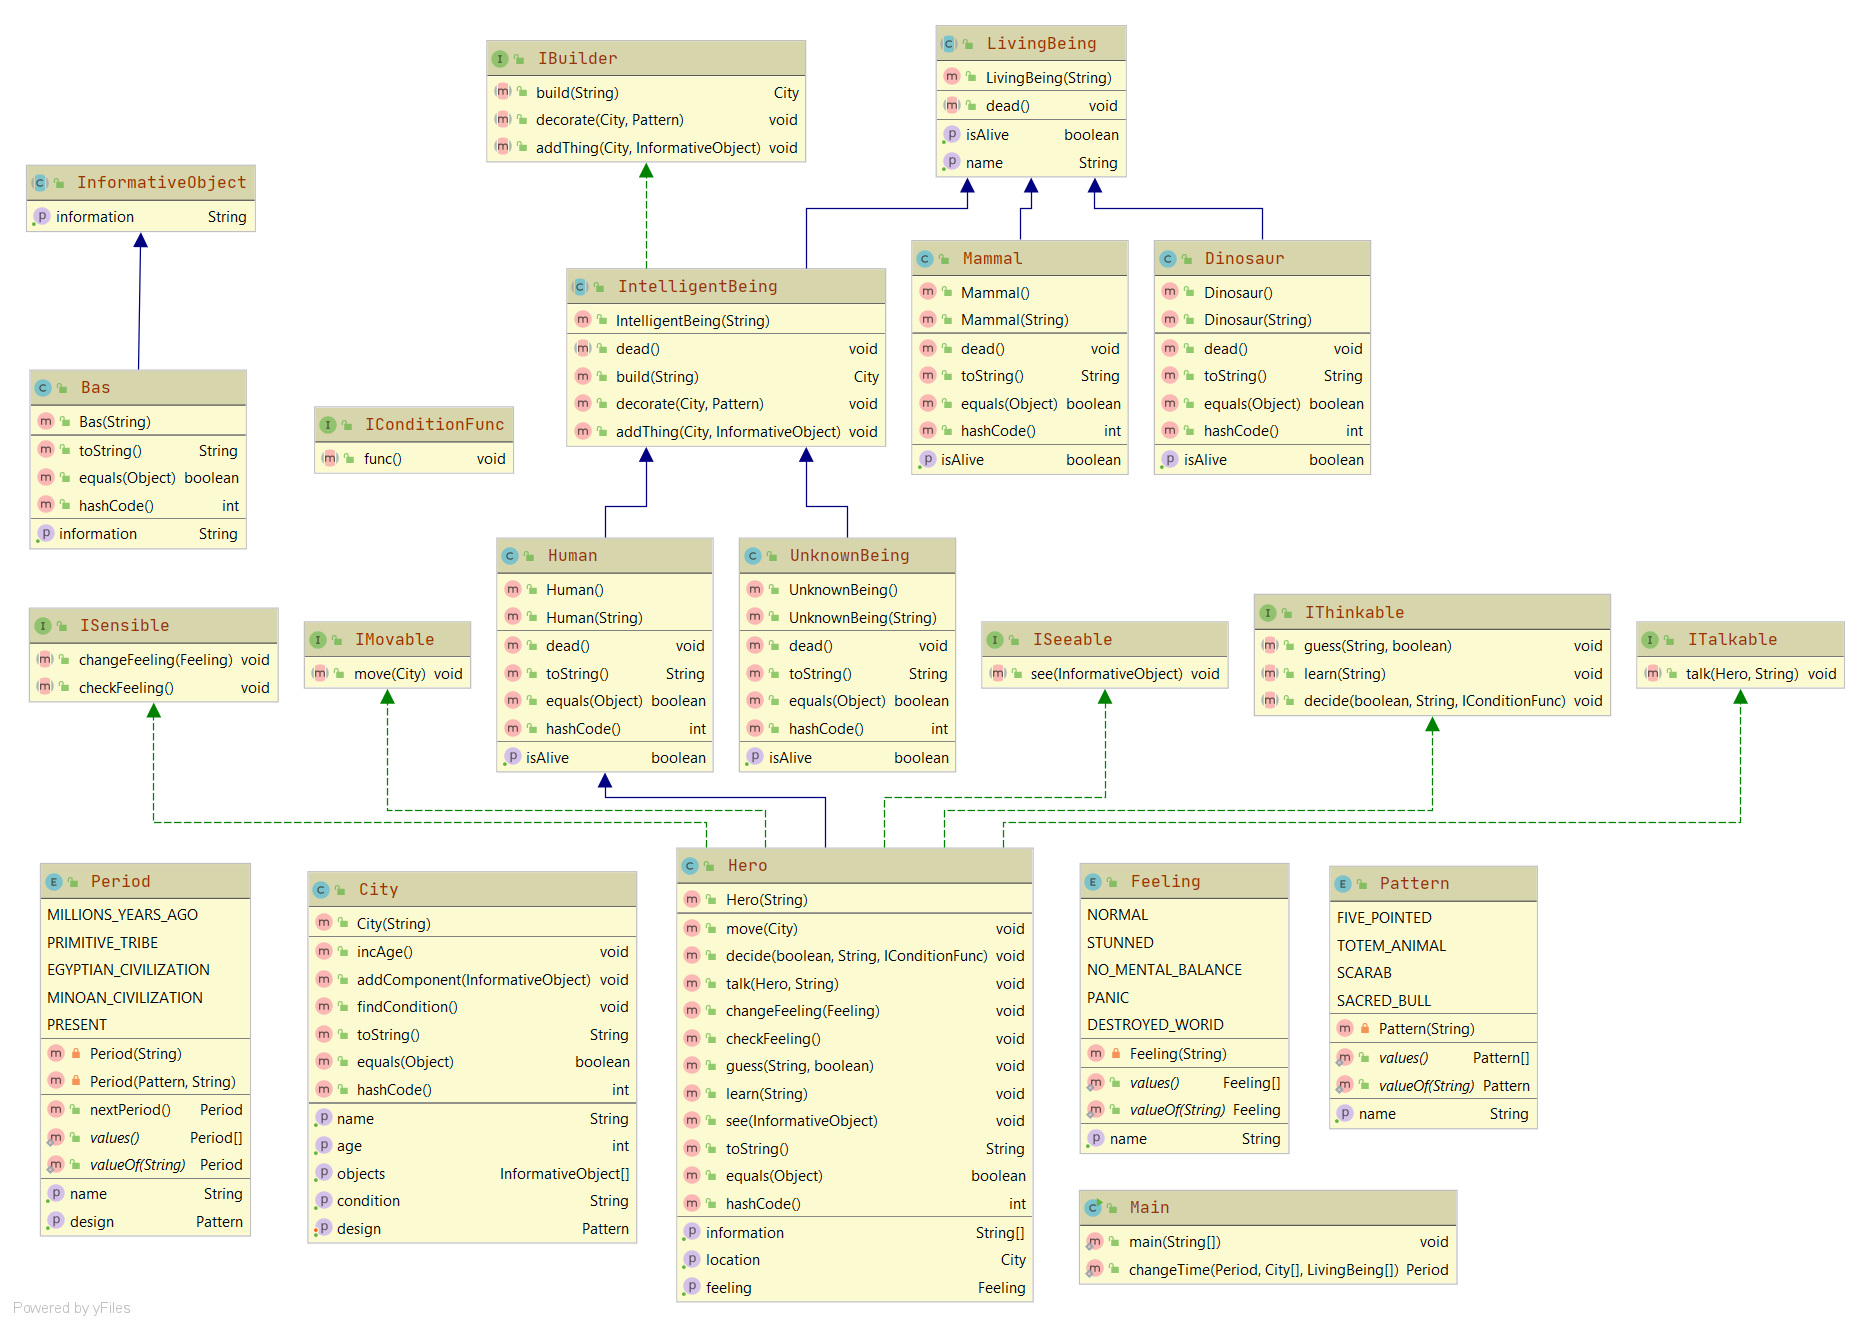 IBuilder
build(String) City
decorate(City, Pattern) void
addThing(City, InformativeObject) void
LivingBeing
LivingBeing(String)
dead() void
isAlive boolean
name String
InformativeObject
information String
IntelligentBeing
IntelligentBeing(String)
dead() void
build(String) City
decorate(City, Pattern) void
addThing(City, InformativeObject) void
Mammal
Mammal()
Mammal(String)
dead() void
toString() String
equals(Object) boolean
hashCode() int
isAlive boolean
Dinosaur
Dinosaur()
Dinosaur(String)
dead() void
toString() String
equals(Object) boolean
hashCode() int
isAlive boolean
Bas
Bas(String)
toString() String
equals(Object) boolean
hashCode() int
information String
IConditionFunc
func() void
Human
Human()
Human(String)
dead() void
toString() String
equals(Object) boolean
hashCode() int
isAlive boolean
UnknownBeing
UnknownBeing()
UnknownBeing(String)
dead() void
toString() String
equals(Object) boolean
hashCode() int
isAlive boolean
ISensible
changeFeeling(Feeling) void
checkFeeling() void
IMovable
move(City) void
ISeeable
see(InformativeObject) void
IThinkable
guess(String, boolean) void
learn(String) void
decide(boolean, String, IConditionFunc) void
ITalkable
talk(Hero, String) void
Period
MILLIONS_YEARS_AGO
PRIMITIVE_TRIBE
EGYPTIAN_CIVILIZATION
MINOAN_CIVILIZATION
PRESENT
Period(String)
Period(Pattern, String)
nextPeriod() Period
values() Period[]
valueOf(String) Period
name String
design Pattern
City
City(String)
incAge() void
addComponent(InformativeObject) void
findCondition() void
toString() String
equals(Object) boolean
hashCode() int
name String
age int
objects InformativeObject[]
condition String
design Pattern
Hero
Hero(String)
move(City) void
decide(boolean, String, IConditionFunc) void
talk(Hero, String) void
changeFeeling(Feeling) void
checkFeeling() void
guess(String, boolean) void
learn(String) void
see(InformativeObject) void
toString() String
equals(Object) boolean
hashCode() int
information String[]
location City
feeling Feeling
Feeling
NORMAL
STUNNED
NO_MENTAL_BALANCE
PANIC
DESTROYED_WORlD
Feeling(String)
values() Feeling[]
valueOf(String) Feeling
name String
Pattern
FIVE_POINTED
TOTEM_ANIMAL
SCARAB
SACRED_BULL
Pattern(String)
values() Pattern[]
valueOf(String) Pattern
name String
Main
main(String[]) void
changeTime(Period, City[], LivingBeing[]) Period
Powered by yFiles